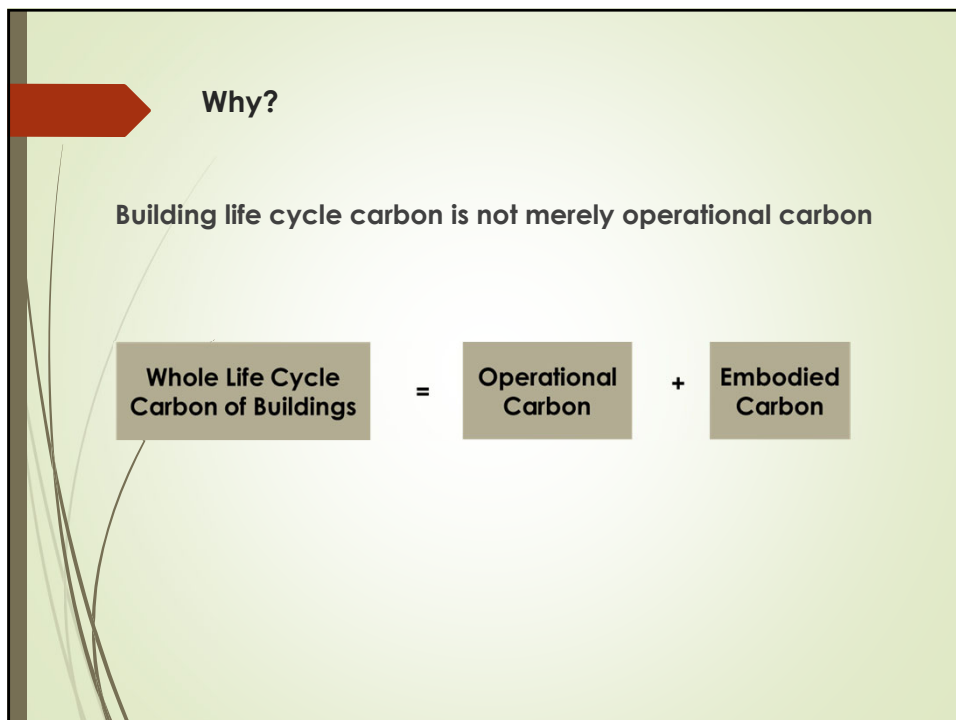 Why?
Building life cycle carbon is not merely operational carbon
Whole Life Cycle
Carbon of Buildings
=
Operational
Carbon
+
Embodied
Carbon